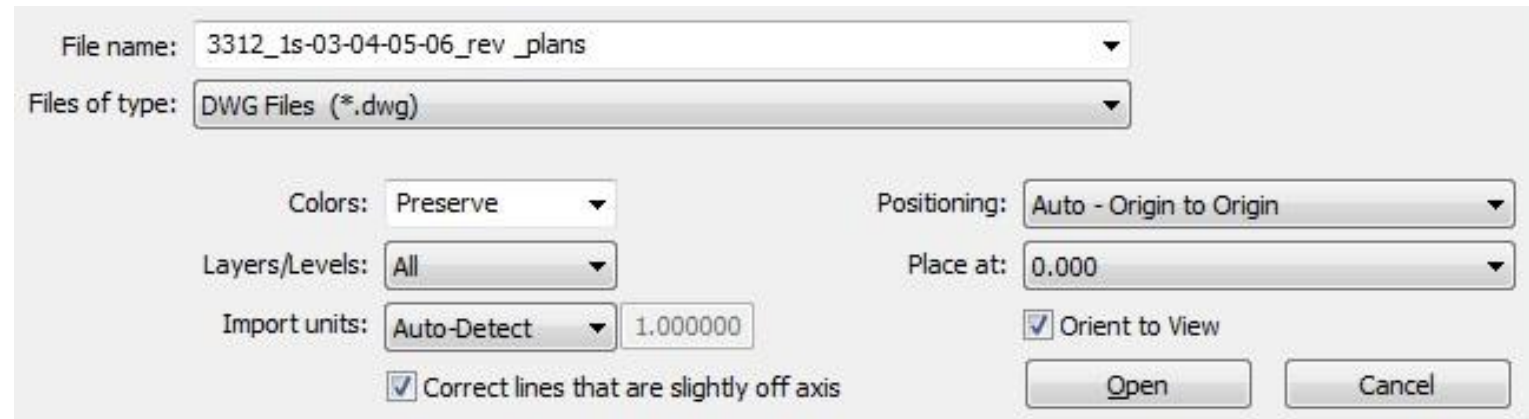 File name: 3312_1s-03-04-05-06_rev _plans
Files of type: DWG Files (*.dwg)
Colors: Preserve
Positioning: Auto - Origin to Origin
Layers/Levels: All
Place at: 0.000
Import units: Auto-Detect 1.000000
Orient to View
Correct lines that are slightly off axis
Open Cancel